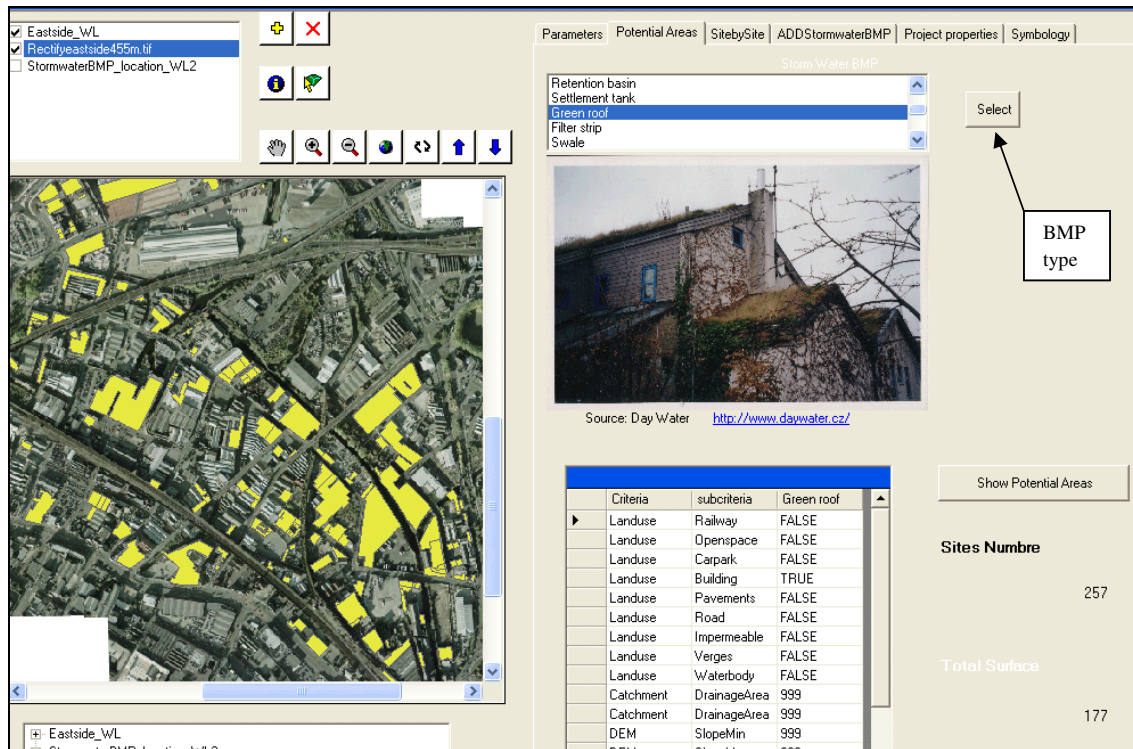 Eastside_WL
Rectifyeastside455m.tif
StormwaterBMP_location_WL2
Parameters Potential Areas SitebySite ADDStormwaterBMP Project properties Symbology
Storm Water BMP
Retention basin
Settlement tank
Green roof
Filter strip
Swale
Select
BMP
type
Source: Day Water http://www.daywater.cz/
Show Potential Areas
Criteria subcriteria Green roof
Landuse Railway FALSE
Landuse Openspace FALSE
Landuse Carpark FALSE
Landuse Building TRUE
Landuse Pavements FALSE
Landuse Road FALSE
Landuse Impermeable FALSE
Landuse Verges FALSE
Landuse Waterbody FALSE
Catchment DrainageArea 999
Catchment DrainageArea 999
DEM SlopeMin 999
Sites Numbre
257
Total Surface
177
Eastside_WL